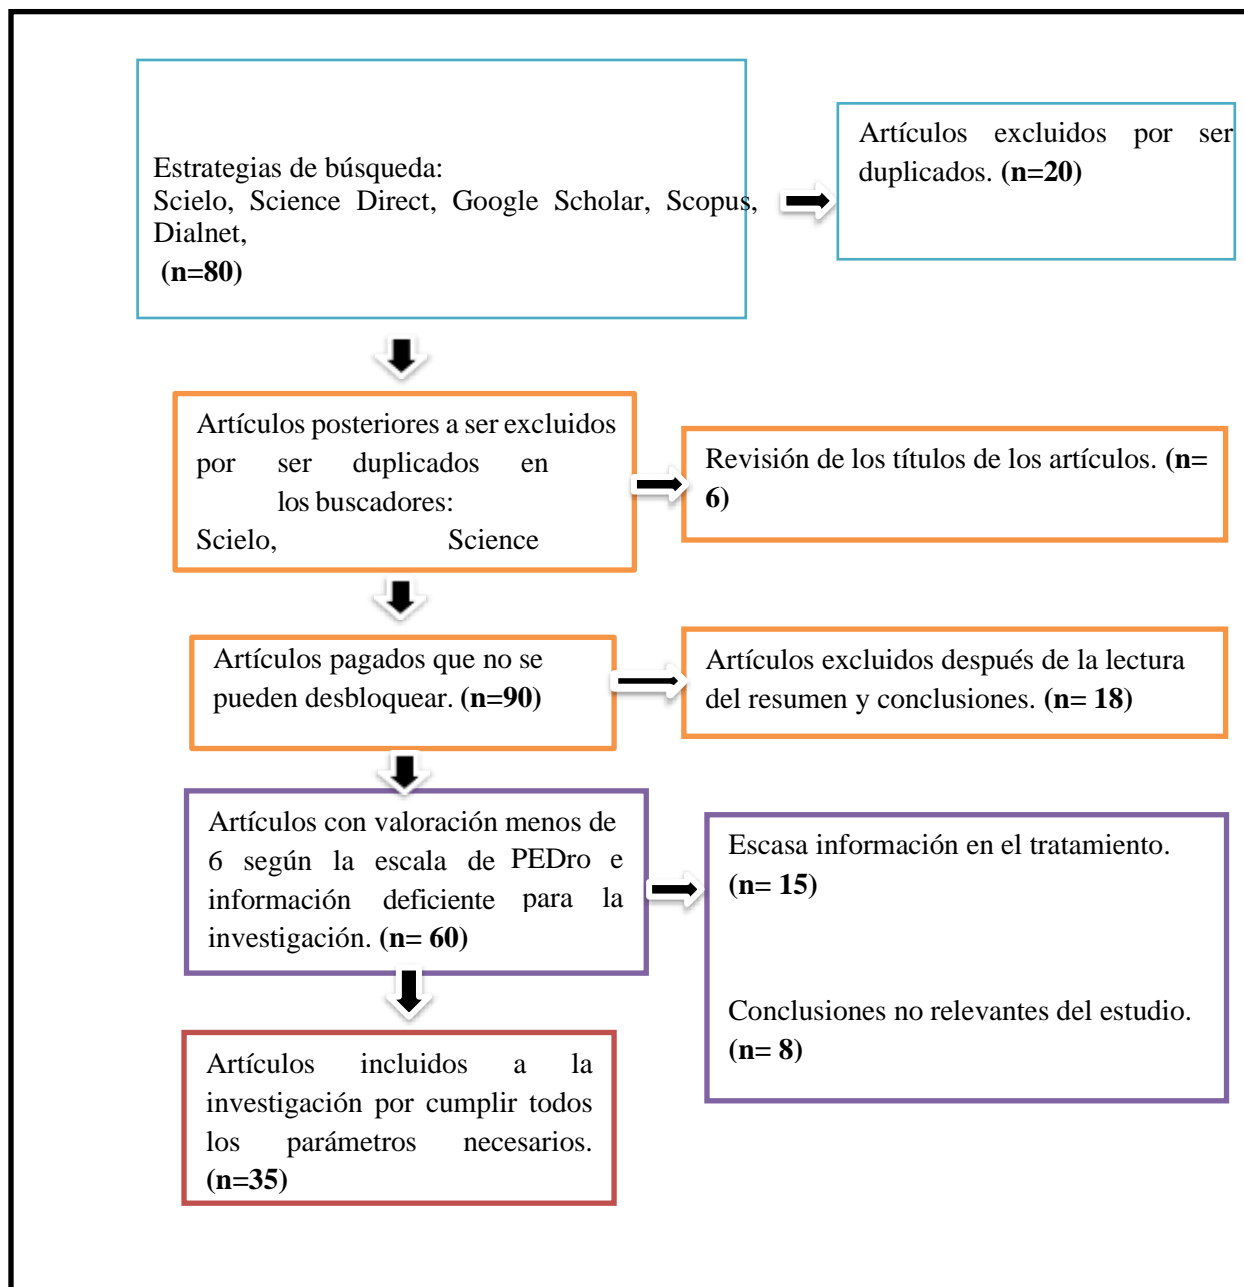 Estrategias de búsqueda:
Scielo, Science Direct, Google Scholar, Scopus,
Dialnet,
(n=80)
Artículos excluidos por ser
duplicados. (n=20)
Artículos posteriores a ser excluidos
por ser duplicados en
los buscadores:
Scielo, Science
Revisión de los títulos de los artículos. (n=
6)
Artículos pagados que no se
pueden desbloquear. (n=90)
Artículos excluidos después de la lectura
del resumen y conclusiones. (n= 18)
Artículos con valoración menos de
6 según la escala de PEDro e
información deficiente para la
investigación. (n= 60)
Escasa información en el tratamiento.
(n= 15)
Conclusiones no relevantes del estudio.
(n= 8)
Artículos incluidos a la
investigación por cumplir todos
los parámetros necesarios.
(n=35)